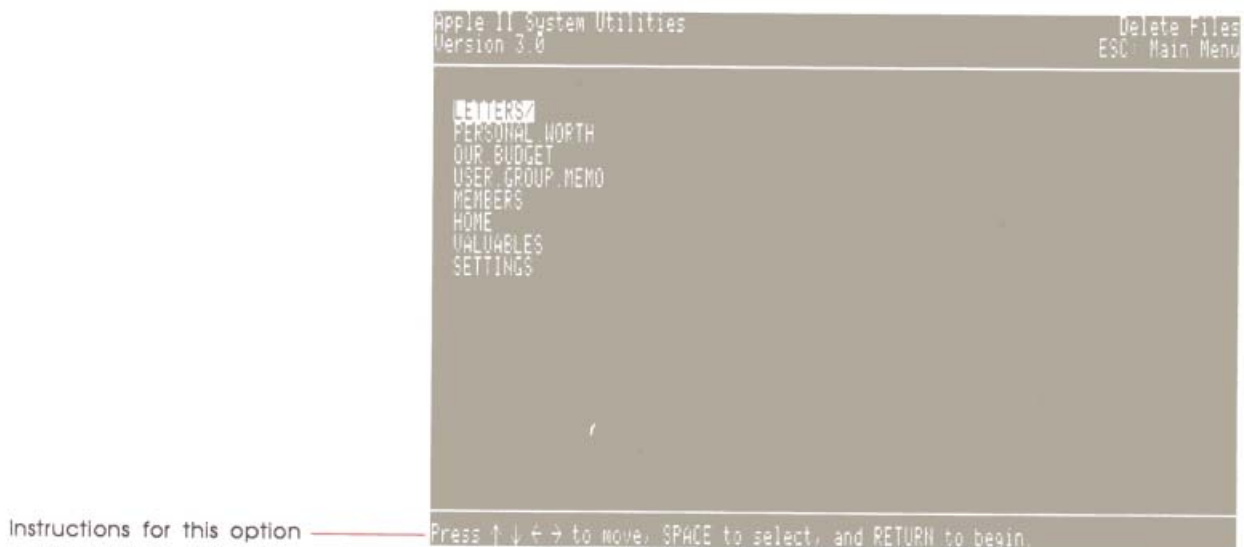 Apple II System Utilities
Delete Files
Version 3.0
ESC: Main Menu
LETTERS/
PERSONAL.WORTH
OUR.BUDGET
USER.GROUP.MEMO
MEMBERS
HOME
VALUABLES
SETTINGS
Instructions for this option
Press ↑ ↓ ← → to move, SPACE to select, and RETURN to begin.